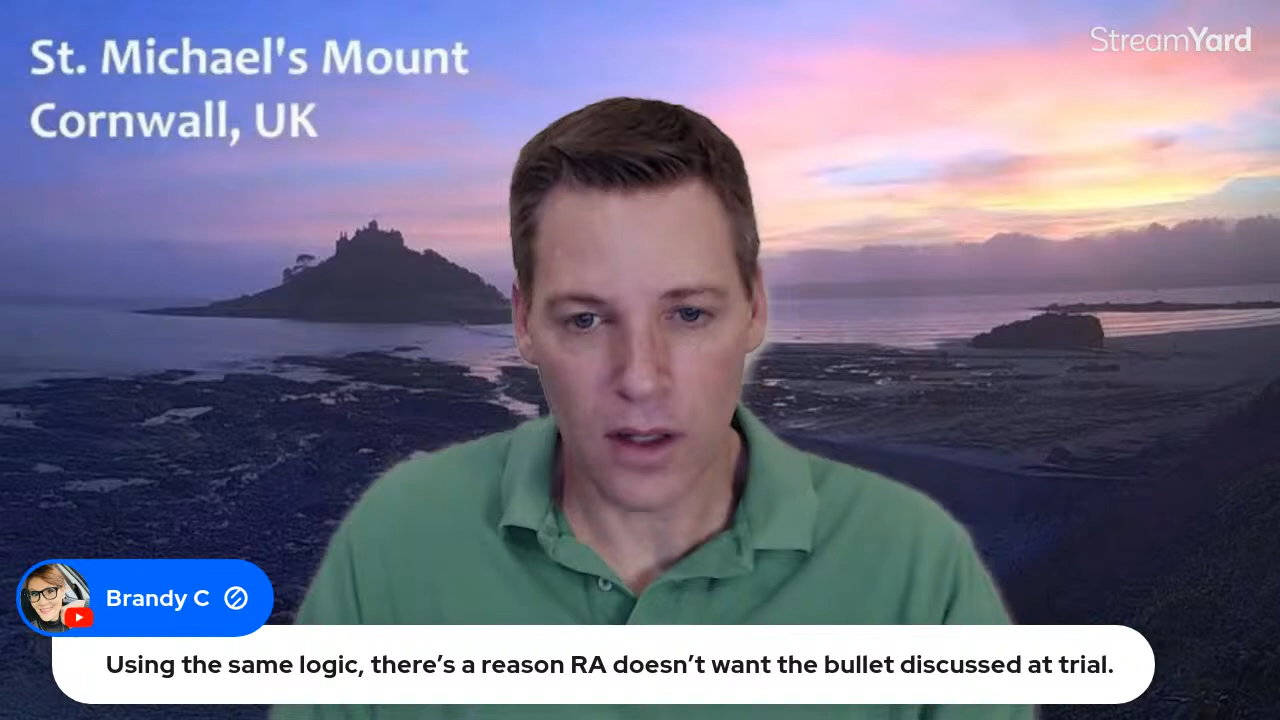 St. Michael's Mount
Cornwall, UK
StreamYard
Brandy C
Using the same logic, there’s a reason RA doesn’t want the bullet discussed at trial.